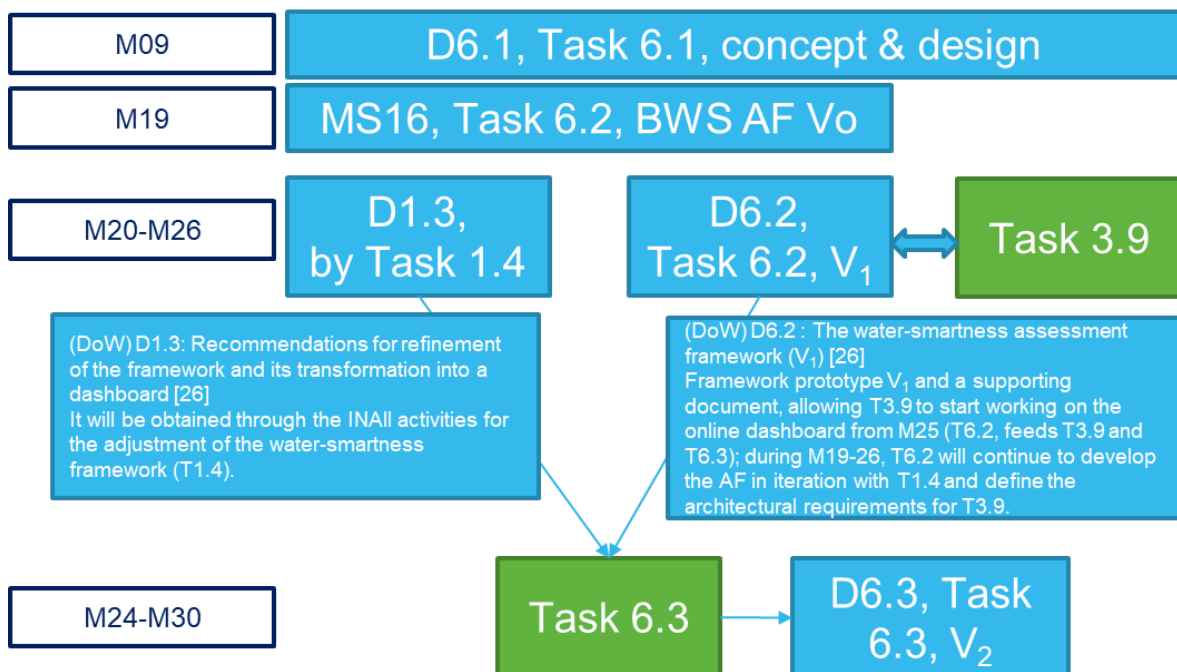 M09
D6.1, Task 6.1, concept & design
M19
MS16, Task 6.2, BWS AF Vo
M20-M26
D1.3,
by Task 1.4
D6.2,
Task 6.2, V₁
Task 3.9
(DoW) D1.3: Recommendations for refinement
of the framework and its transformation into a
dashboard [26]
It will be obtained through the INAll activities for
the adjustment of the water-smartness
framework (T1.4).
(DoW) D6.2 : The water-smartness assessment
framework (V₁) [26]
Framework prototype V₁ and a supporting
document, allowing T3.9 to start working on the
online dashboard from M25 (T6.2, feeds T3.9 and
T6.3); during M19-26, T6.2 will continue to develop
the AF in iteration with T1.4 and define the
architectural requirements for T3.9.
M24-M30
Task 6.3
D6.3, Task
6.3, V₂